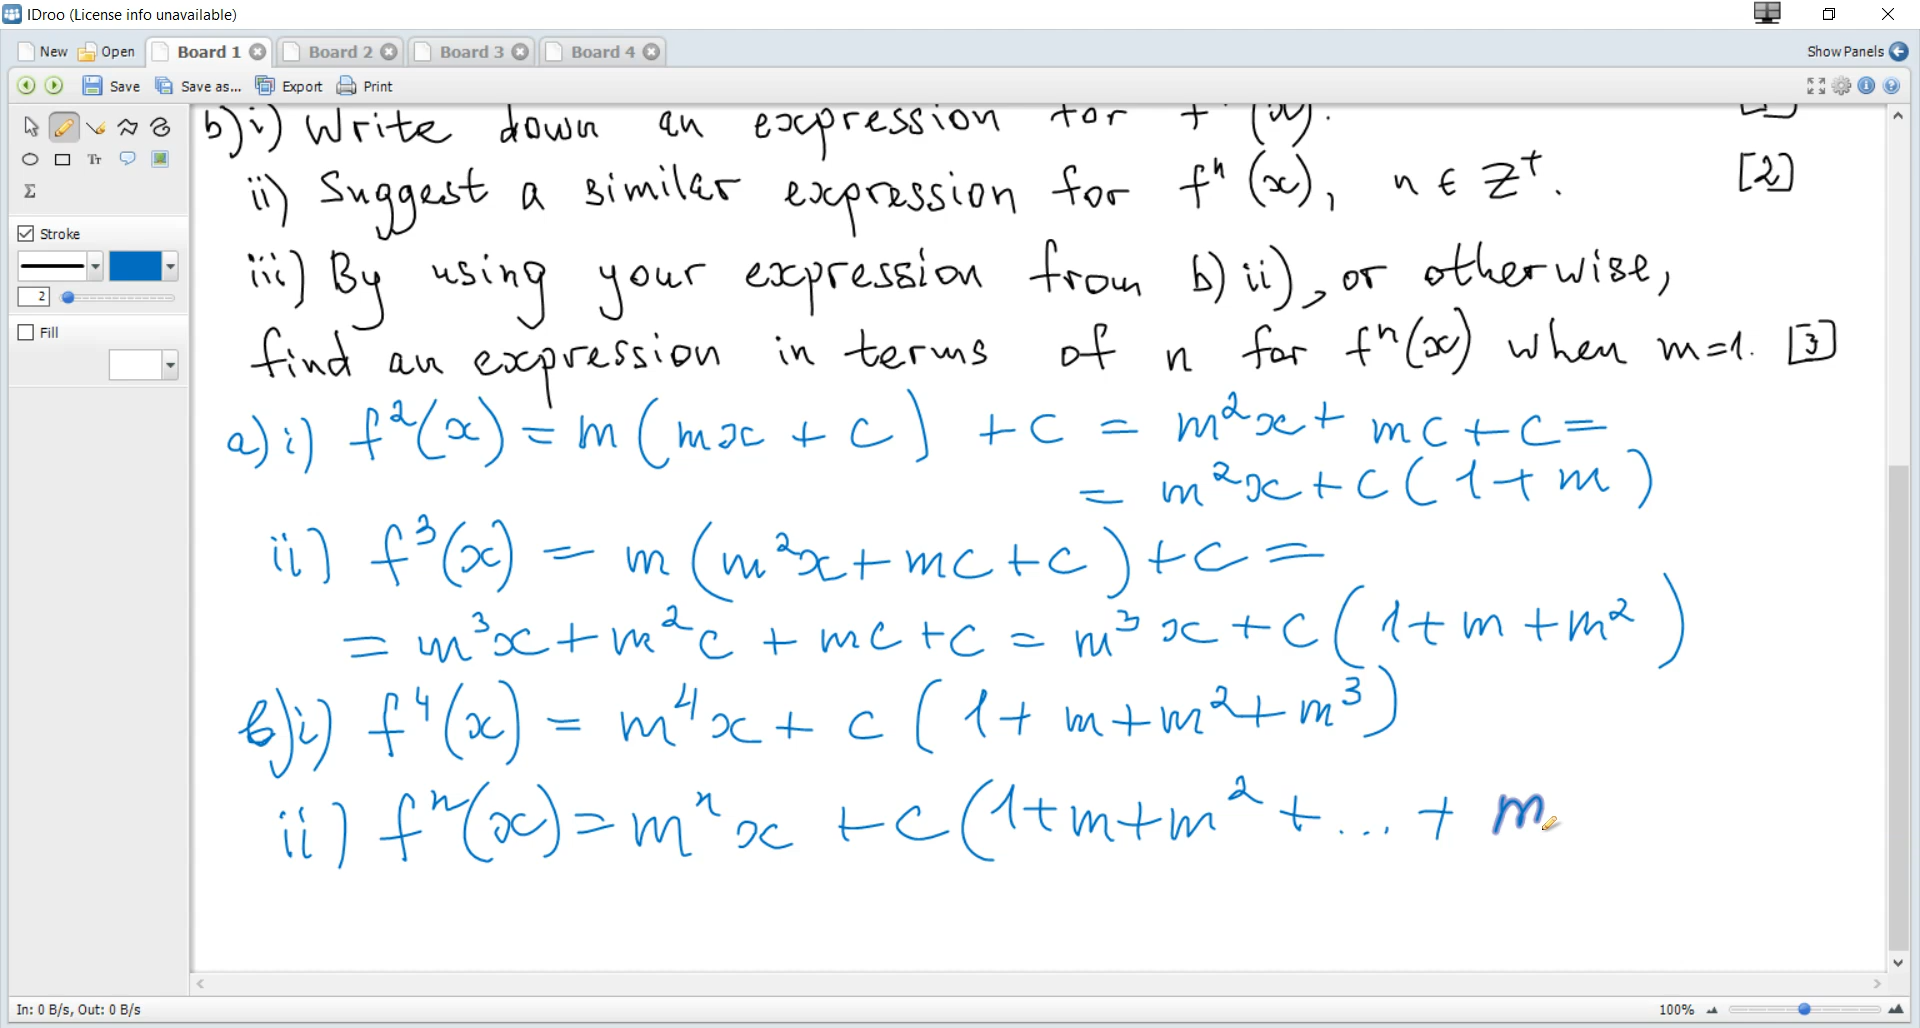 IDroo (License info unavailable)
New Open Board 1 Board 2 Board 3 Board 4 Show Panels
Save Save as... Export Print
b) i) Write down an expression for
ii) Suggest a similar expression for fⁿ(x), n ∈ Z⁺. [2]
iii) By using your expression from b) ii), or otherwise,
find an expression in terms of n for fⁿ(x) when m=1. [3]
a) i) f²(x) = m(mx + c) + c = m²x + mc + c =
= m²x + c(1 + m)
ii) f³(x) = m(m²x + mc + c) + c =
= m³x + m²c + mc + c = m³x + c(1 + m + m²)
b) i) f⁴(x) = m⁴x + c(1 + m + m² + m³)
ii) fⁿ(x) = mⁿx + c(1 + m + m² + ... + m
Tr
Σ
Stroke
2
Fill
In: 0 B/s, Out: 0 B/s 100%